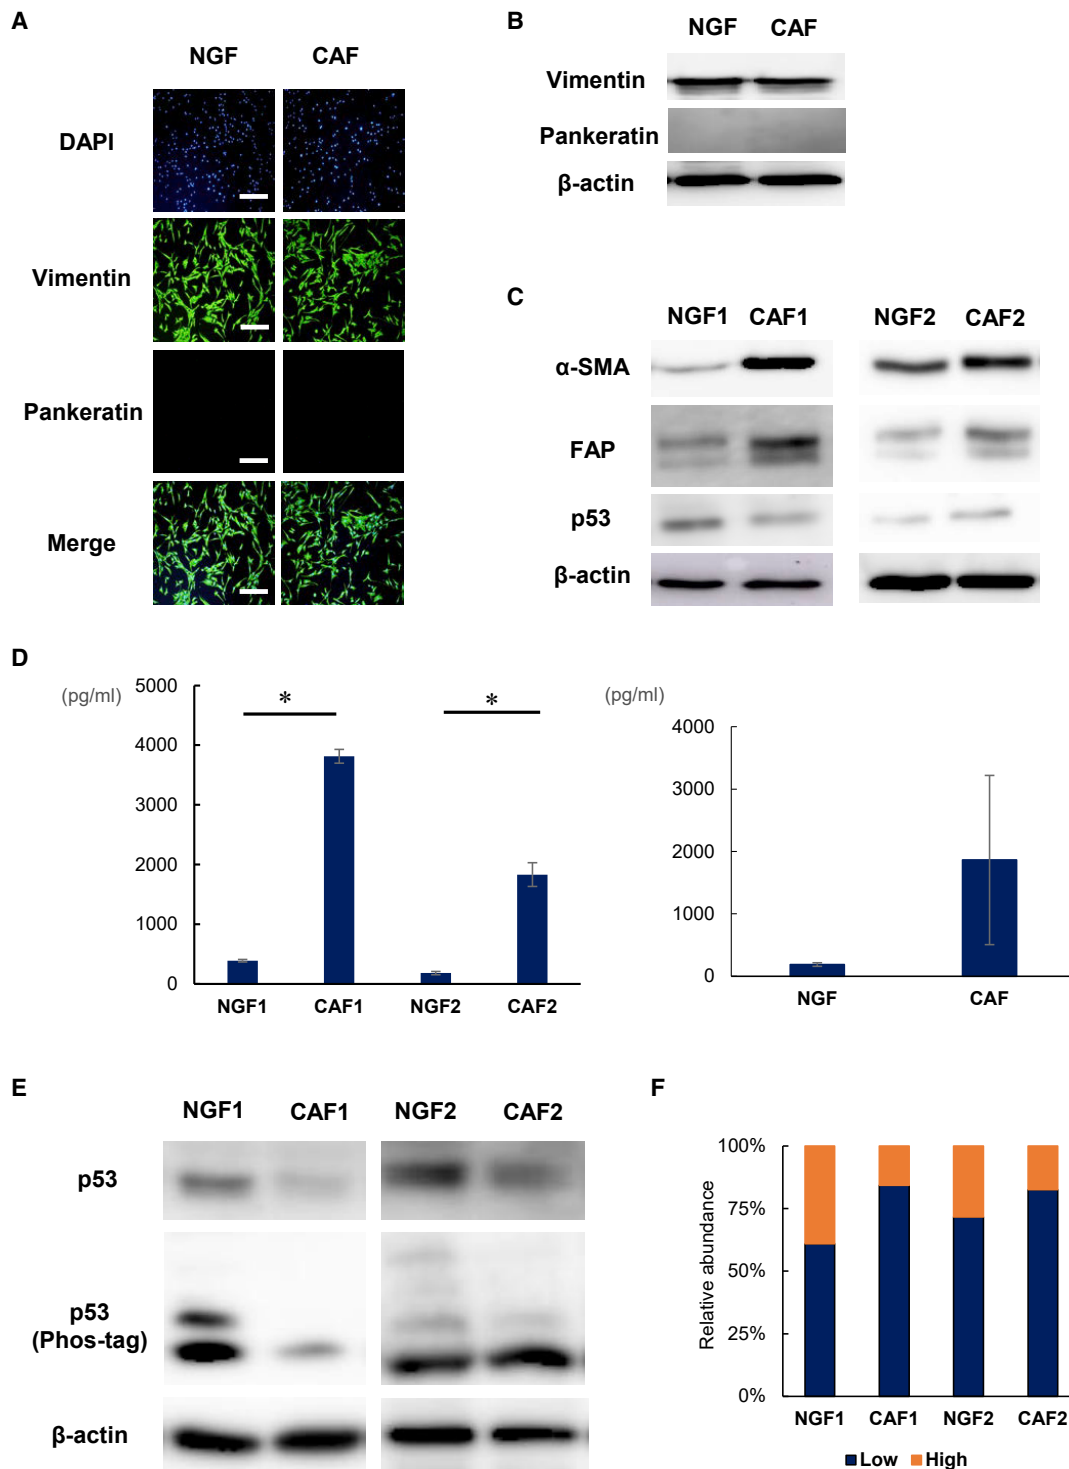 A
NGF CAF
DAPI
Vimentin
Pankeratin
Merge
B
NGF CAF
Vimentin
Pankeratin
β-actin
C
NGF1 CAF1 NGF2 CAF2
α-SMA
FAP
p53
β-actin
D
(pg/ml)
5000
4000
3000
2000
1000
0
* *
NGF1 CAF1 NGF2 CAF2
(pg/ml)
4000
3000
2000
1000
0
NGF CAF
E
NGF1 CAF1 NGF2 CAF2
p53
p53
(Phos-tag)
β-actin
F
Relative abundance
100%
75%
50%
25%
0%
NGF1 CAF1 NGF2 CAF2
Low High